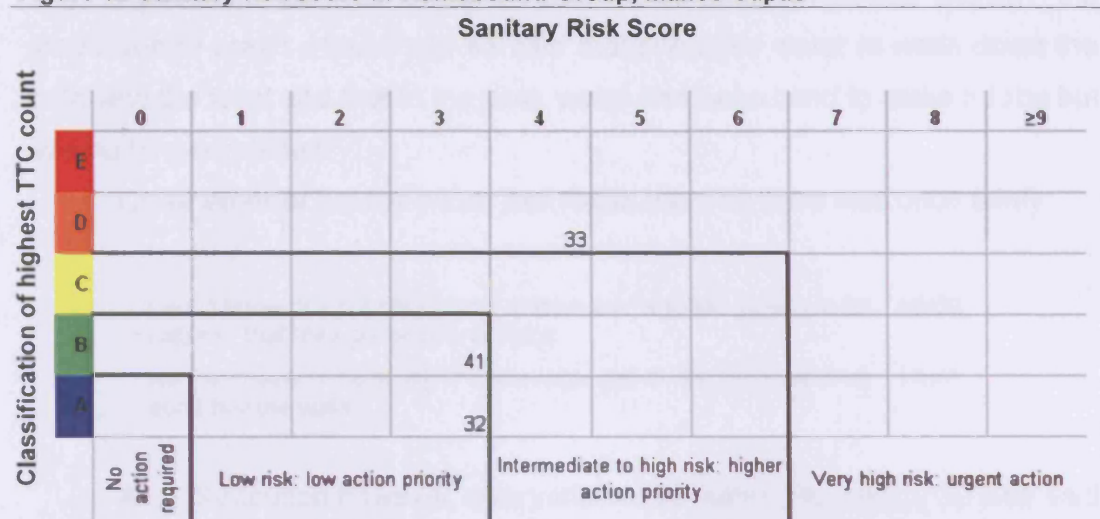 Sanitary Risk Score
Classification of highest TTC count
0 1 2 3 4 5 6 7 8 ≥9
E
D
33
C
B
41
A
32
No action required
Low risk: low action priority
Intermediate to high risk: higher action priority
Very high risk: urgent action